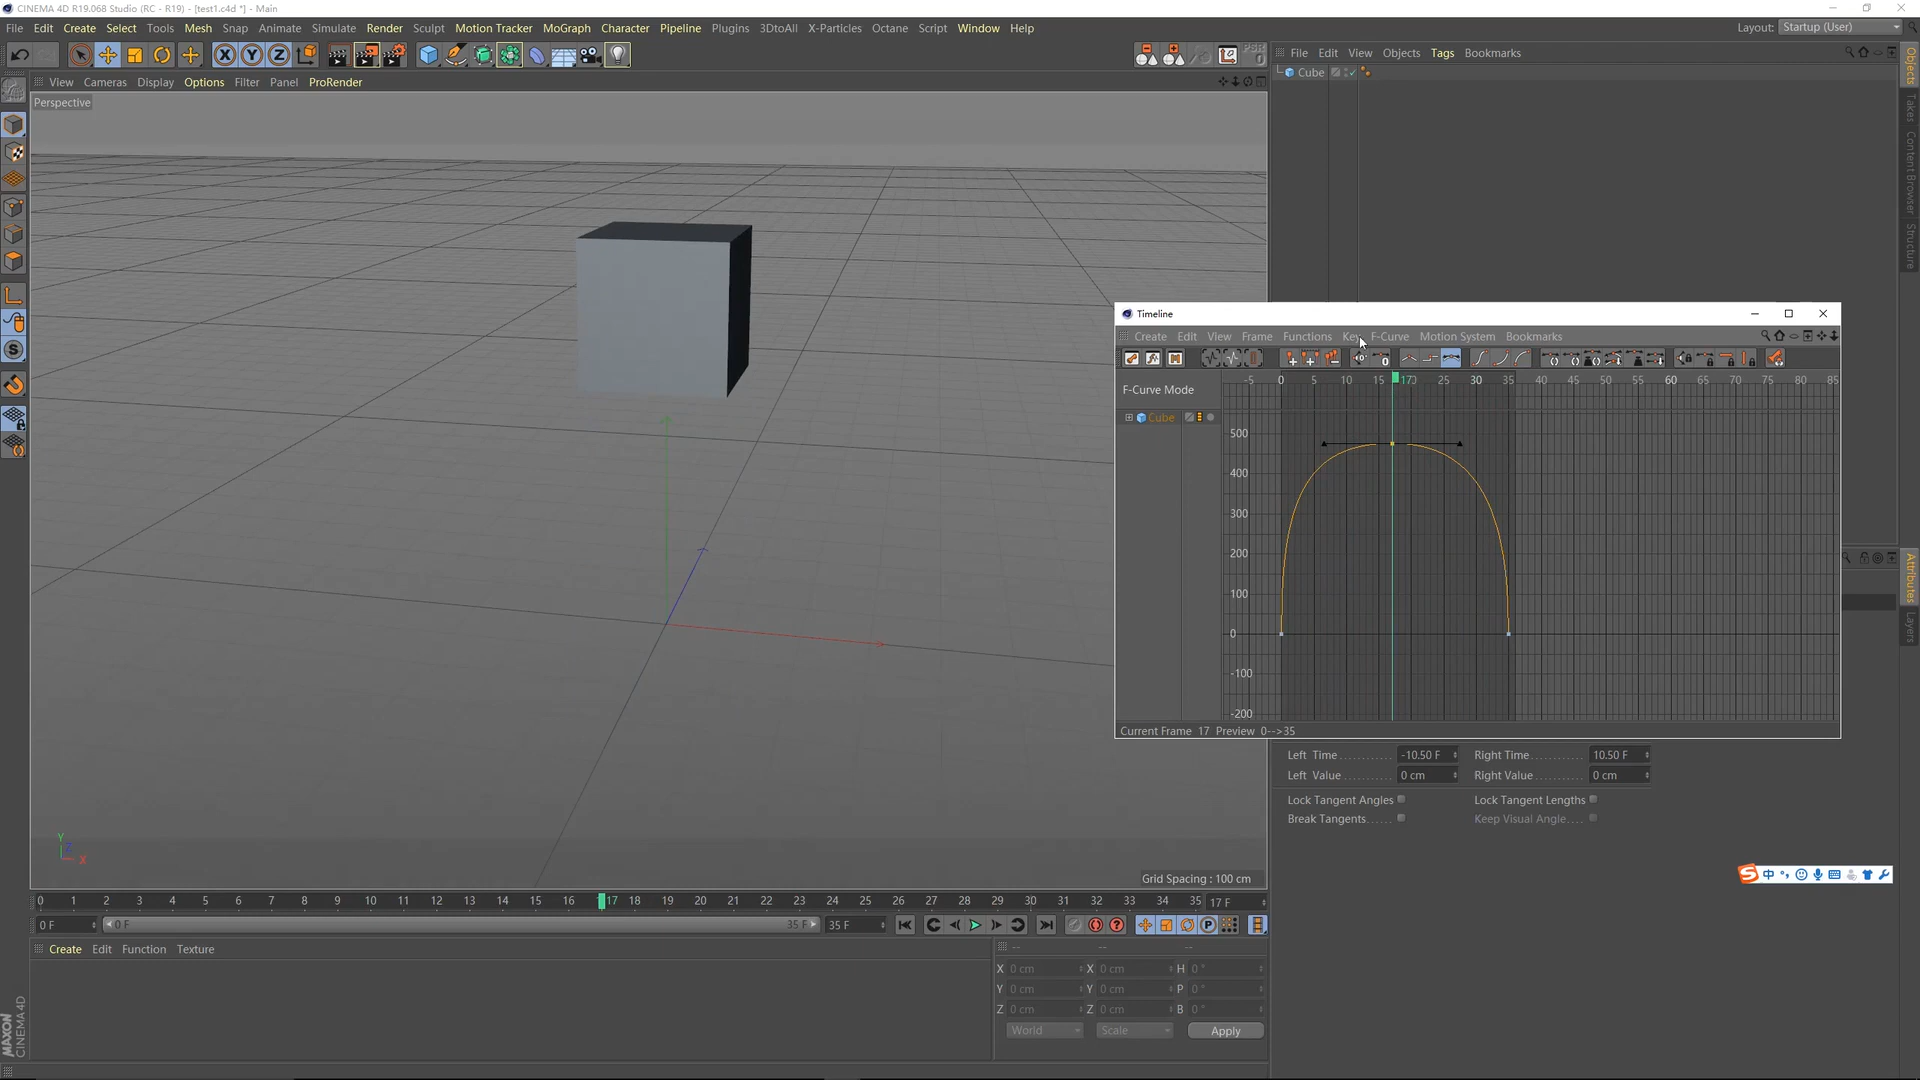 CINEMA 4D R19.068 Studio (RC - R19) - [test1.c4d *] - Main
File Edit Create Select Tools Mesh Snap Animate Simulate Render Sculpt Motion Tracker MoGraph Character Pipeline Plugins 3DtoAll X-Particles Octane Script Window Help
Layout: Startup (User)
X Y Z
PSR
0
File Edit View Objects Tags Bookmarks
Cube
Objects
Takes
Content Browser
Structure
View Cameras Display Options Filter Panel ProRender
Perspective
Timeline
Create Edit View Frame Functions Key F-Curve Motion System Bookmarks
F-Curve Mode
-5 0 5 10 15 17 25 30 35 40 45 50 55 60 65 70 75 80 85
Cube
500
400
300
200
100
0
-100
-200
Current Frame 17 Preview 0-->35
Attributes
Layers
Left Time -10.50 F Right Time 10.50 F
Left Value 0 cm Right Value 0 cm
Lock Tangent Angles Lock Tangent Lengths
Break Tangents Keep Visual Angle
中
Y
Z
X
Grid Spacing : 100 cm
0 1 2 3 4 5 6 7 8 9 10 11 12 13 14 15 16 17 18 19 20 21 22 23 24 25 26 27 28 29 30 31 32 33 34 35 17 F
0 F 0 F 35 F 35 F
Create Edit Function Texture
-- -- --
X 0 cm X 0 cm H 0 °
Y 0 cm Y 0 cm P 0 °
Z 0 cm Z 0 cm B 0 °
World Scale Apply
MAXON
CINEMA 4D